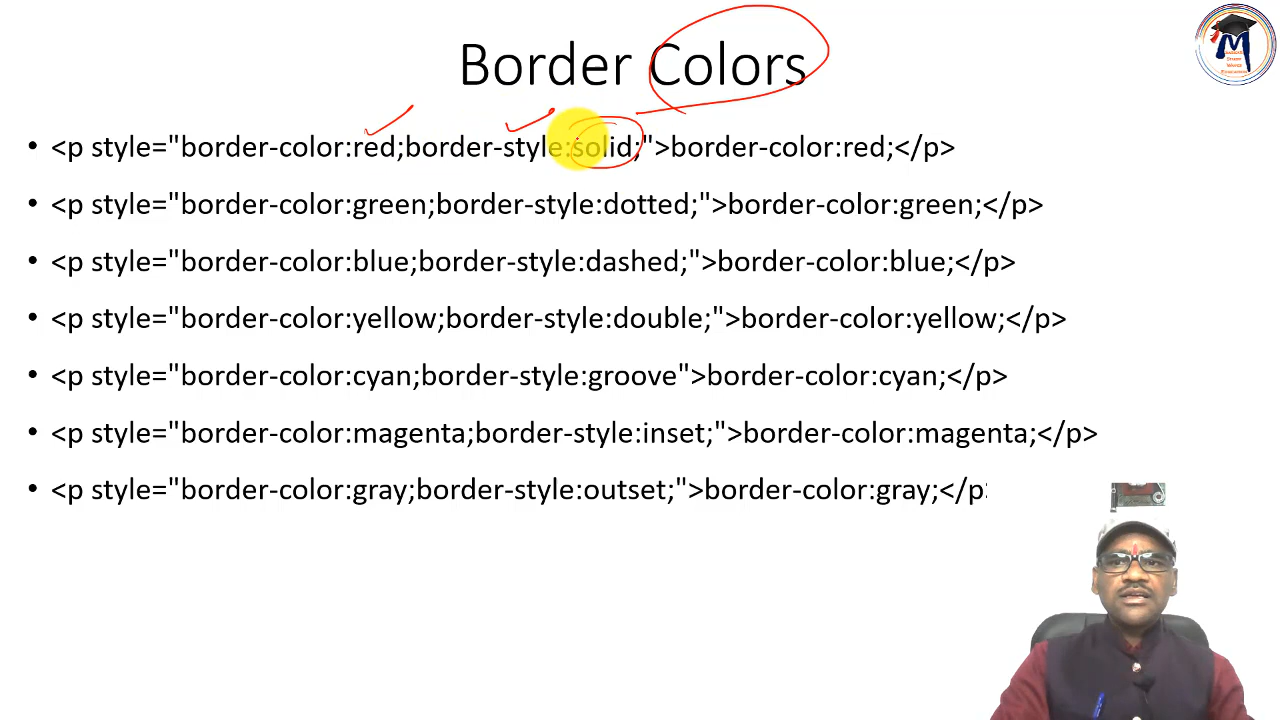 Border Colors
• <p style="border-color:red;border-style:solid;">border-color:red;</p>
• <p style="border-color:green;border-style:dotted;">border-color:green;</p>
• <p style="border-color:blue;border-style:dashed;">border-color:blue;</p>
• <p style="border-color:yellow;border-style:double;">border-color:yellow;</p>
• <p style="border-color:cyan;border-style:groove">border-color:cyan;</p>
• <p style="border-color:magenta;border-style:inset;">border-color:magenta;</p>
• <p style="border-color:gray;border-style:outset;">border-color:gray;</p